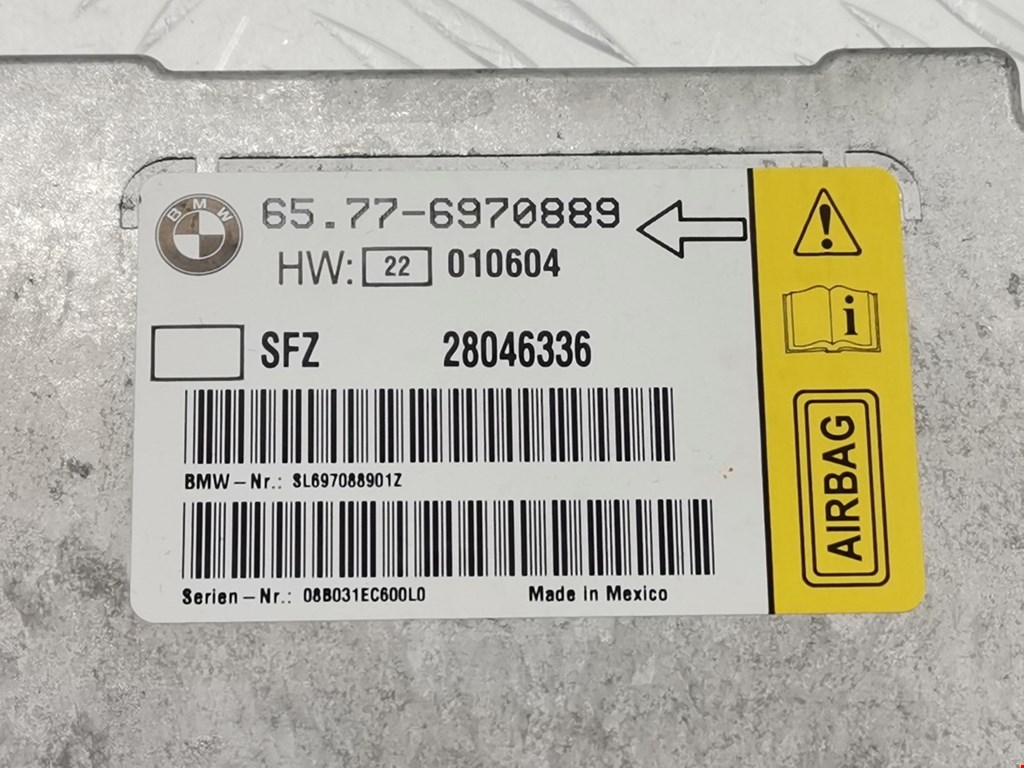 BMW
65.77-6970889
HW: 22 010604
SFZ 28046336
BMW-Nr.: SL697088901Z
Serien-Nr.: 08B031EC600L0 Made in Mexico
i
AIRBAG